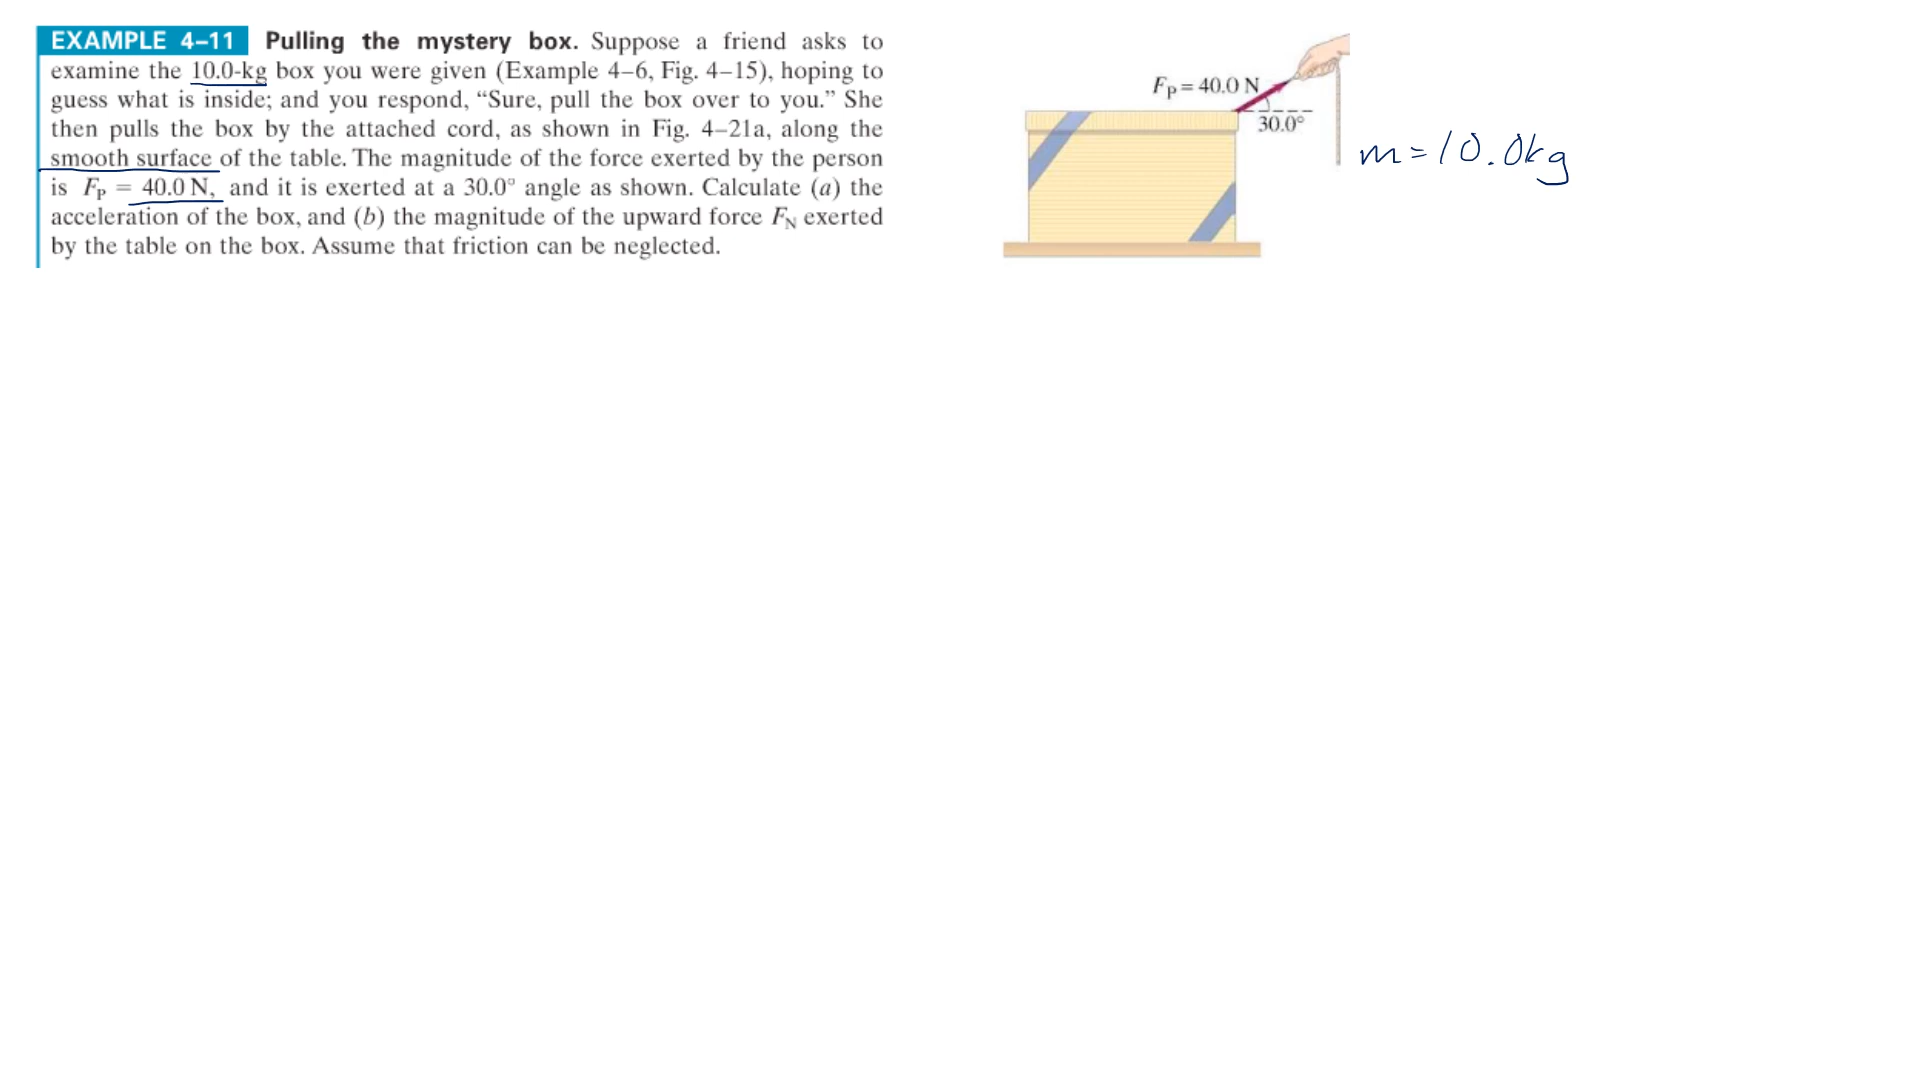 EXAMPLE 4–11 Pulling the mystery box. Suppose a friend asks to
examine the 10.0-kg box you were given (Example 4–6, Fig. 4–15), hoping to
guess what is inside; and you respond, “Sure, pull the box over to you.” She
then pulls the box by the attached cord, as shown in Fig. 4–21a, along the
smooth surface of the table. The magnitude of the force exerted by the person
is FP = 40.0 N, and it is exerted at a 30.0° angle as shown. Calculate (a) the
acceleration of the box, and (b) the magnitude of the upward force FN exerted
by the table on the box. Assume that friction can be neglected.
FP = 40.0 N
30.0°
m = 10.0kg